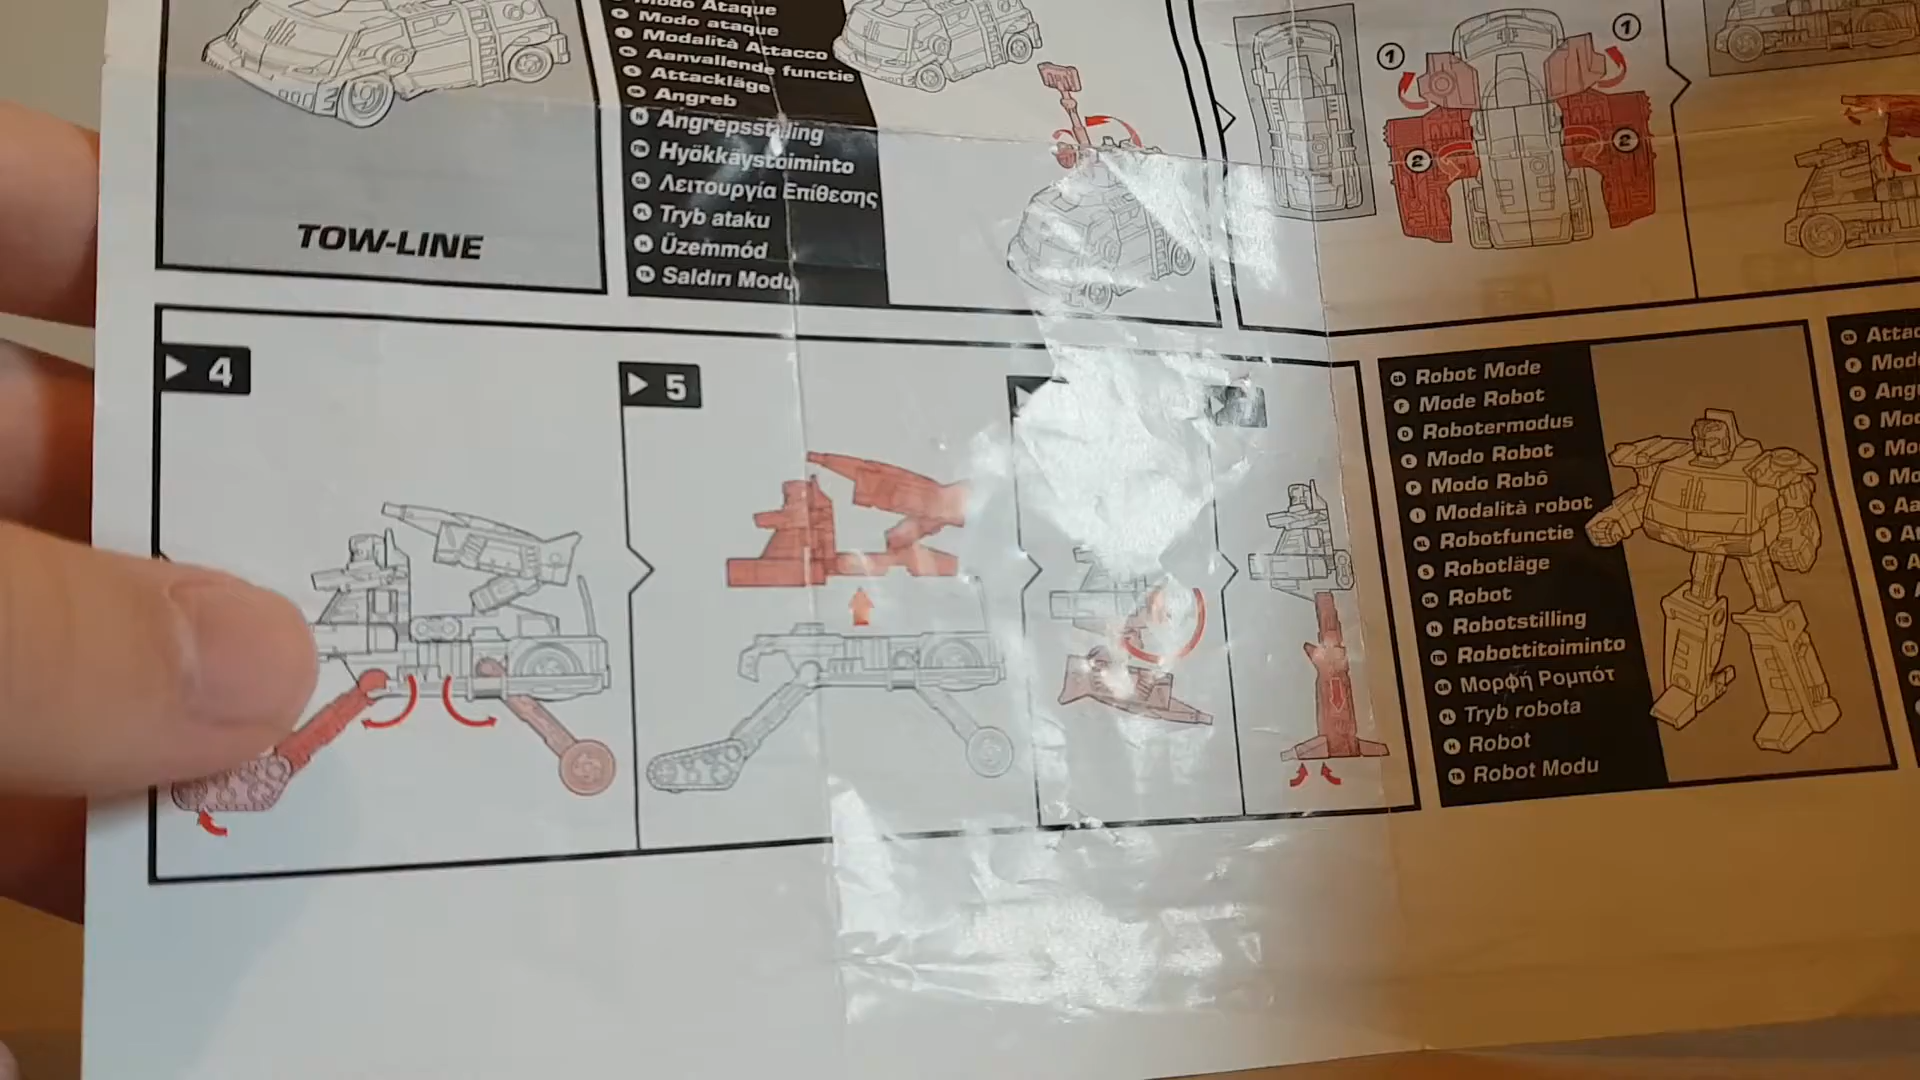 TOW-LINE
Modo Ataque
Modo ataque
Modalità Attacco
Aanvallende functie
Attackläge
Angreb
Angrepsstilling
Hyökkäystoiminto
Λειτουργία Επίθεσης
Tryb ataku
Üzemmód
Saldırı Modu
1
1
2
2
4
5
Robot Mode
Mode Robot
Robotermodus
Modo Robot
Modo Robô
Modalità robot
Robotfunctie
Robotläge
Robot
Robotstilling
Robottitoiminto
Μορφή Ρομπότ
Tryb robota
Robot
Robot Modu